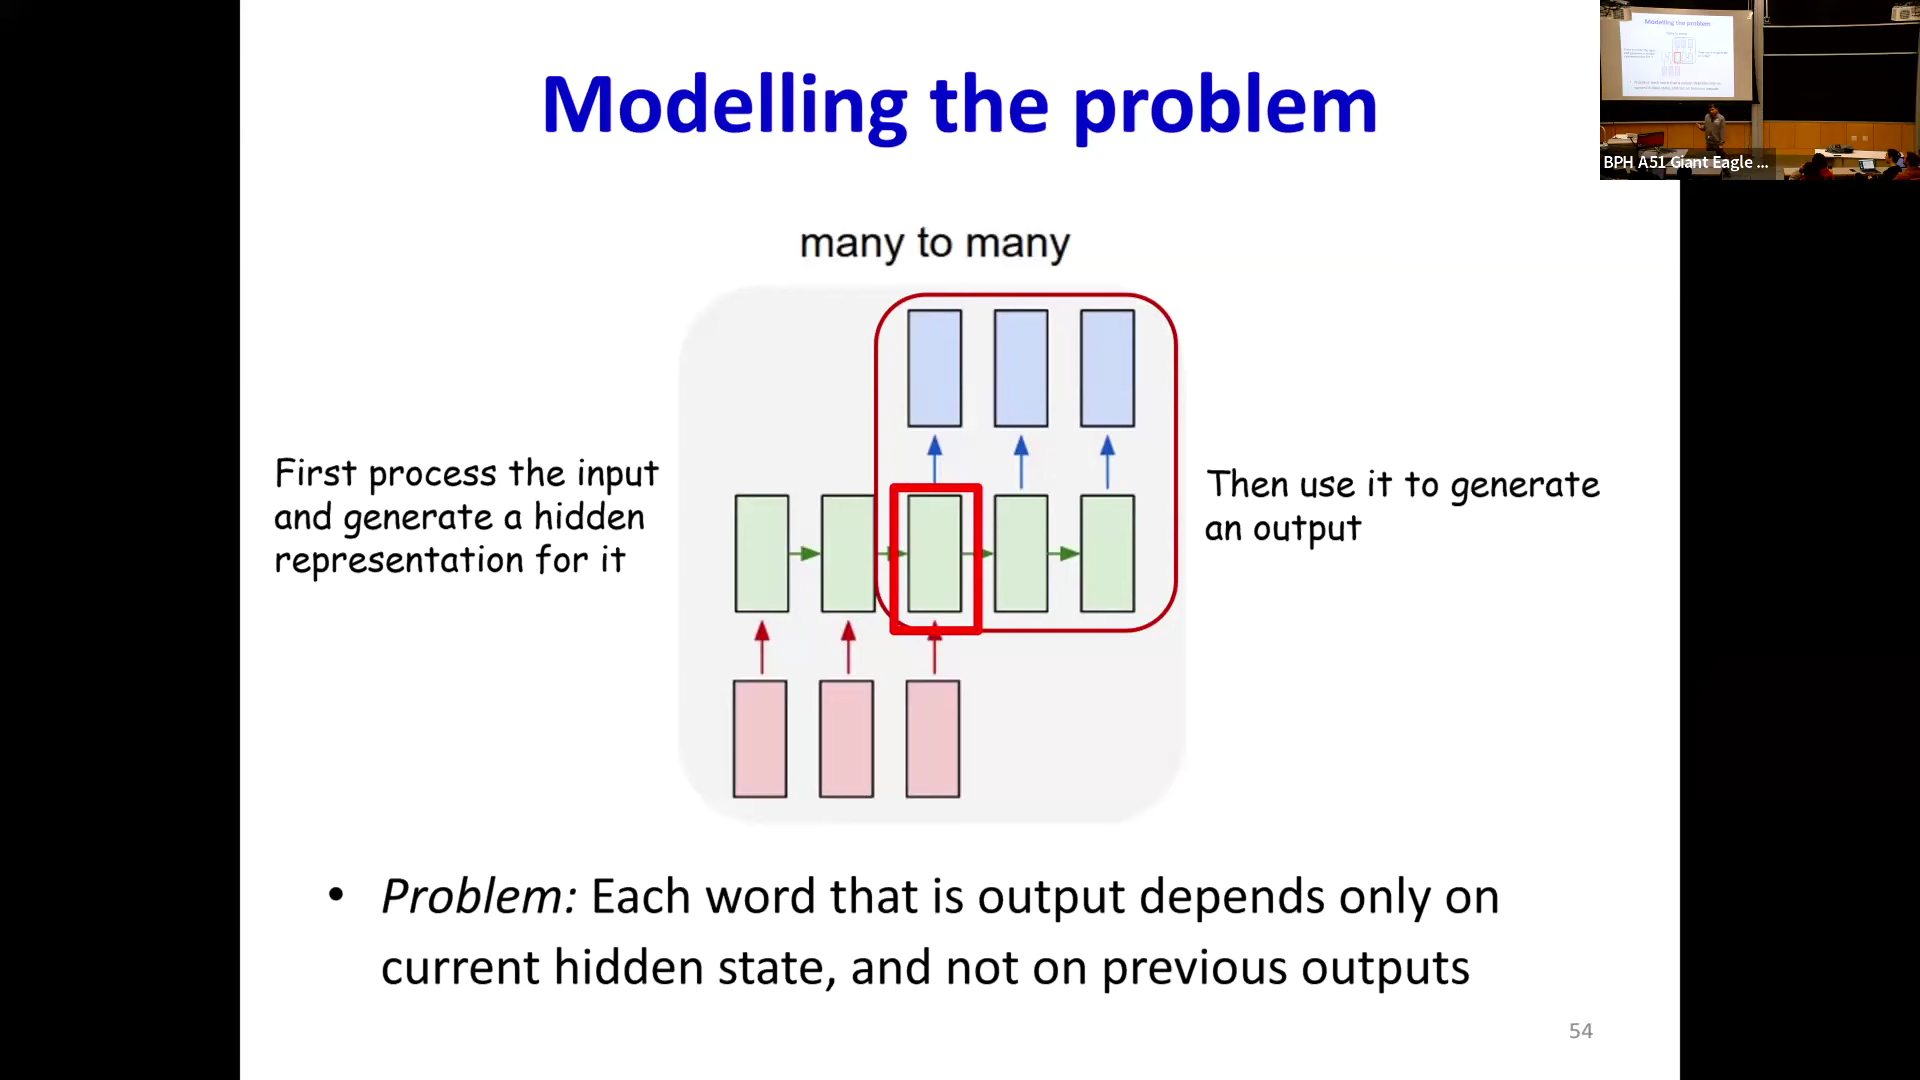 Modelling the problem
BPH A51 Giant Eagle ...
many to many
First process the input
and generate a hidden
representation for it
Then use it to generate
an output
• Problem: Each word that is output depends only on
current hidden state, and not on previous outputs
54